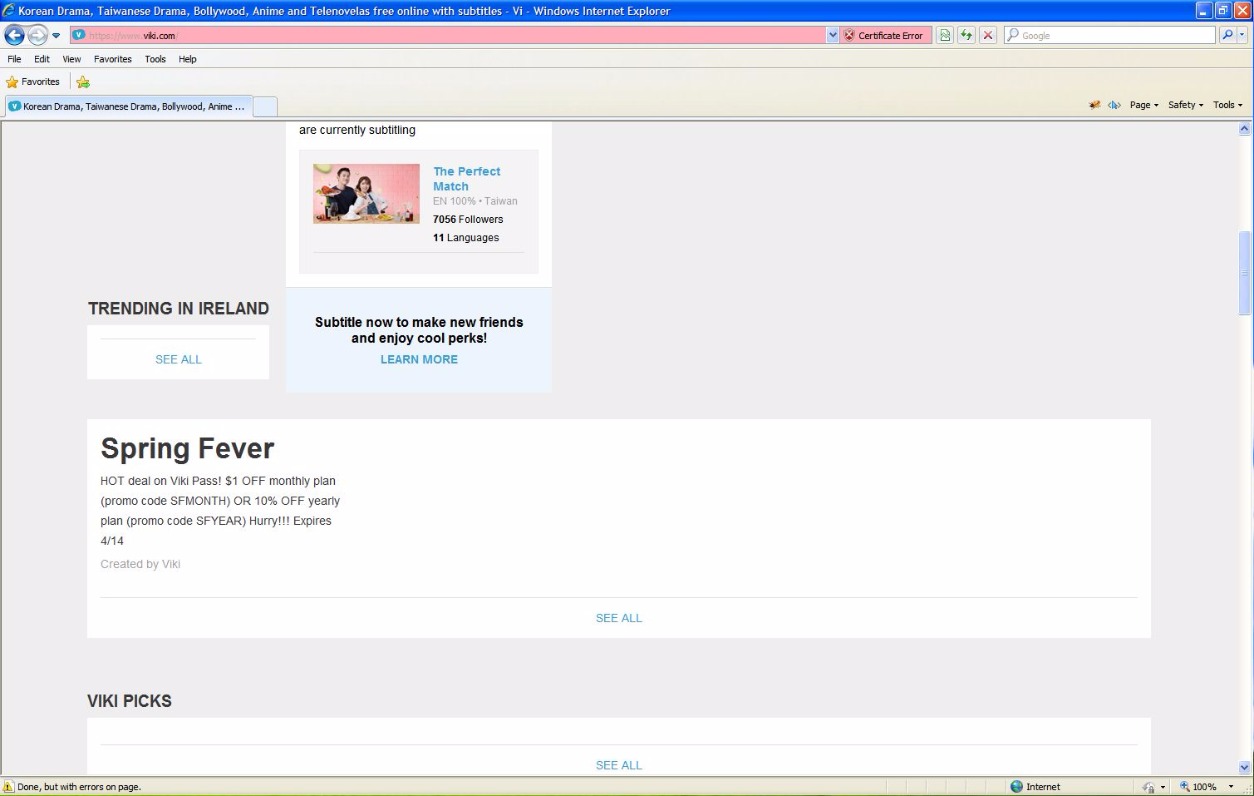 Korean Drama, Taiwanese Drama, Bollywood, Anime and Telenovelas free online with subtitles - Vi - Windows Internet Explorer
https://www.viki.com/
Certificate Error
Google
File Edit View Favorites Tools Help
Favorites
Korean Drama, Taiwanese Drama, Bollywood, Anime ...
Page Safety Tools
are currently subtitling
The Perfect
Match
EN 100% • Taiwan
7056 Followers
11 Languages
TRENDING IN IRELAND
SEE ALL
Subtitle now to make new friends
and enjoy cool perks!
LEARN MORE
Spring Fever
HOT deal on Viki Pass! $1 OFF monthly plan
(promo code SFMONTH) OR 10% OFF yearly
plan (promo code SFYEAR) Hurry!!! Expires
4/14
Created by Viki
SEE ALL
VIKI PICKS
SEE ALL
Done, but with errors on page.
Internet
100%